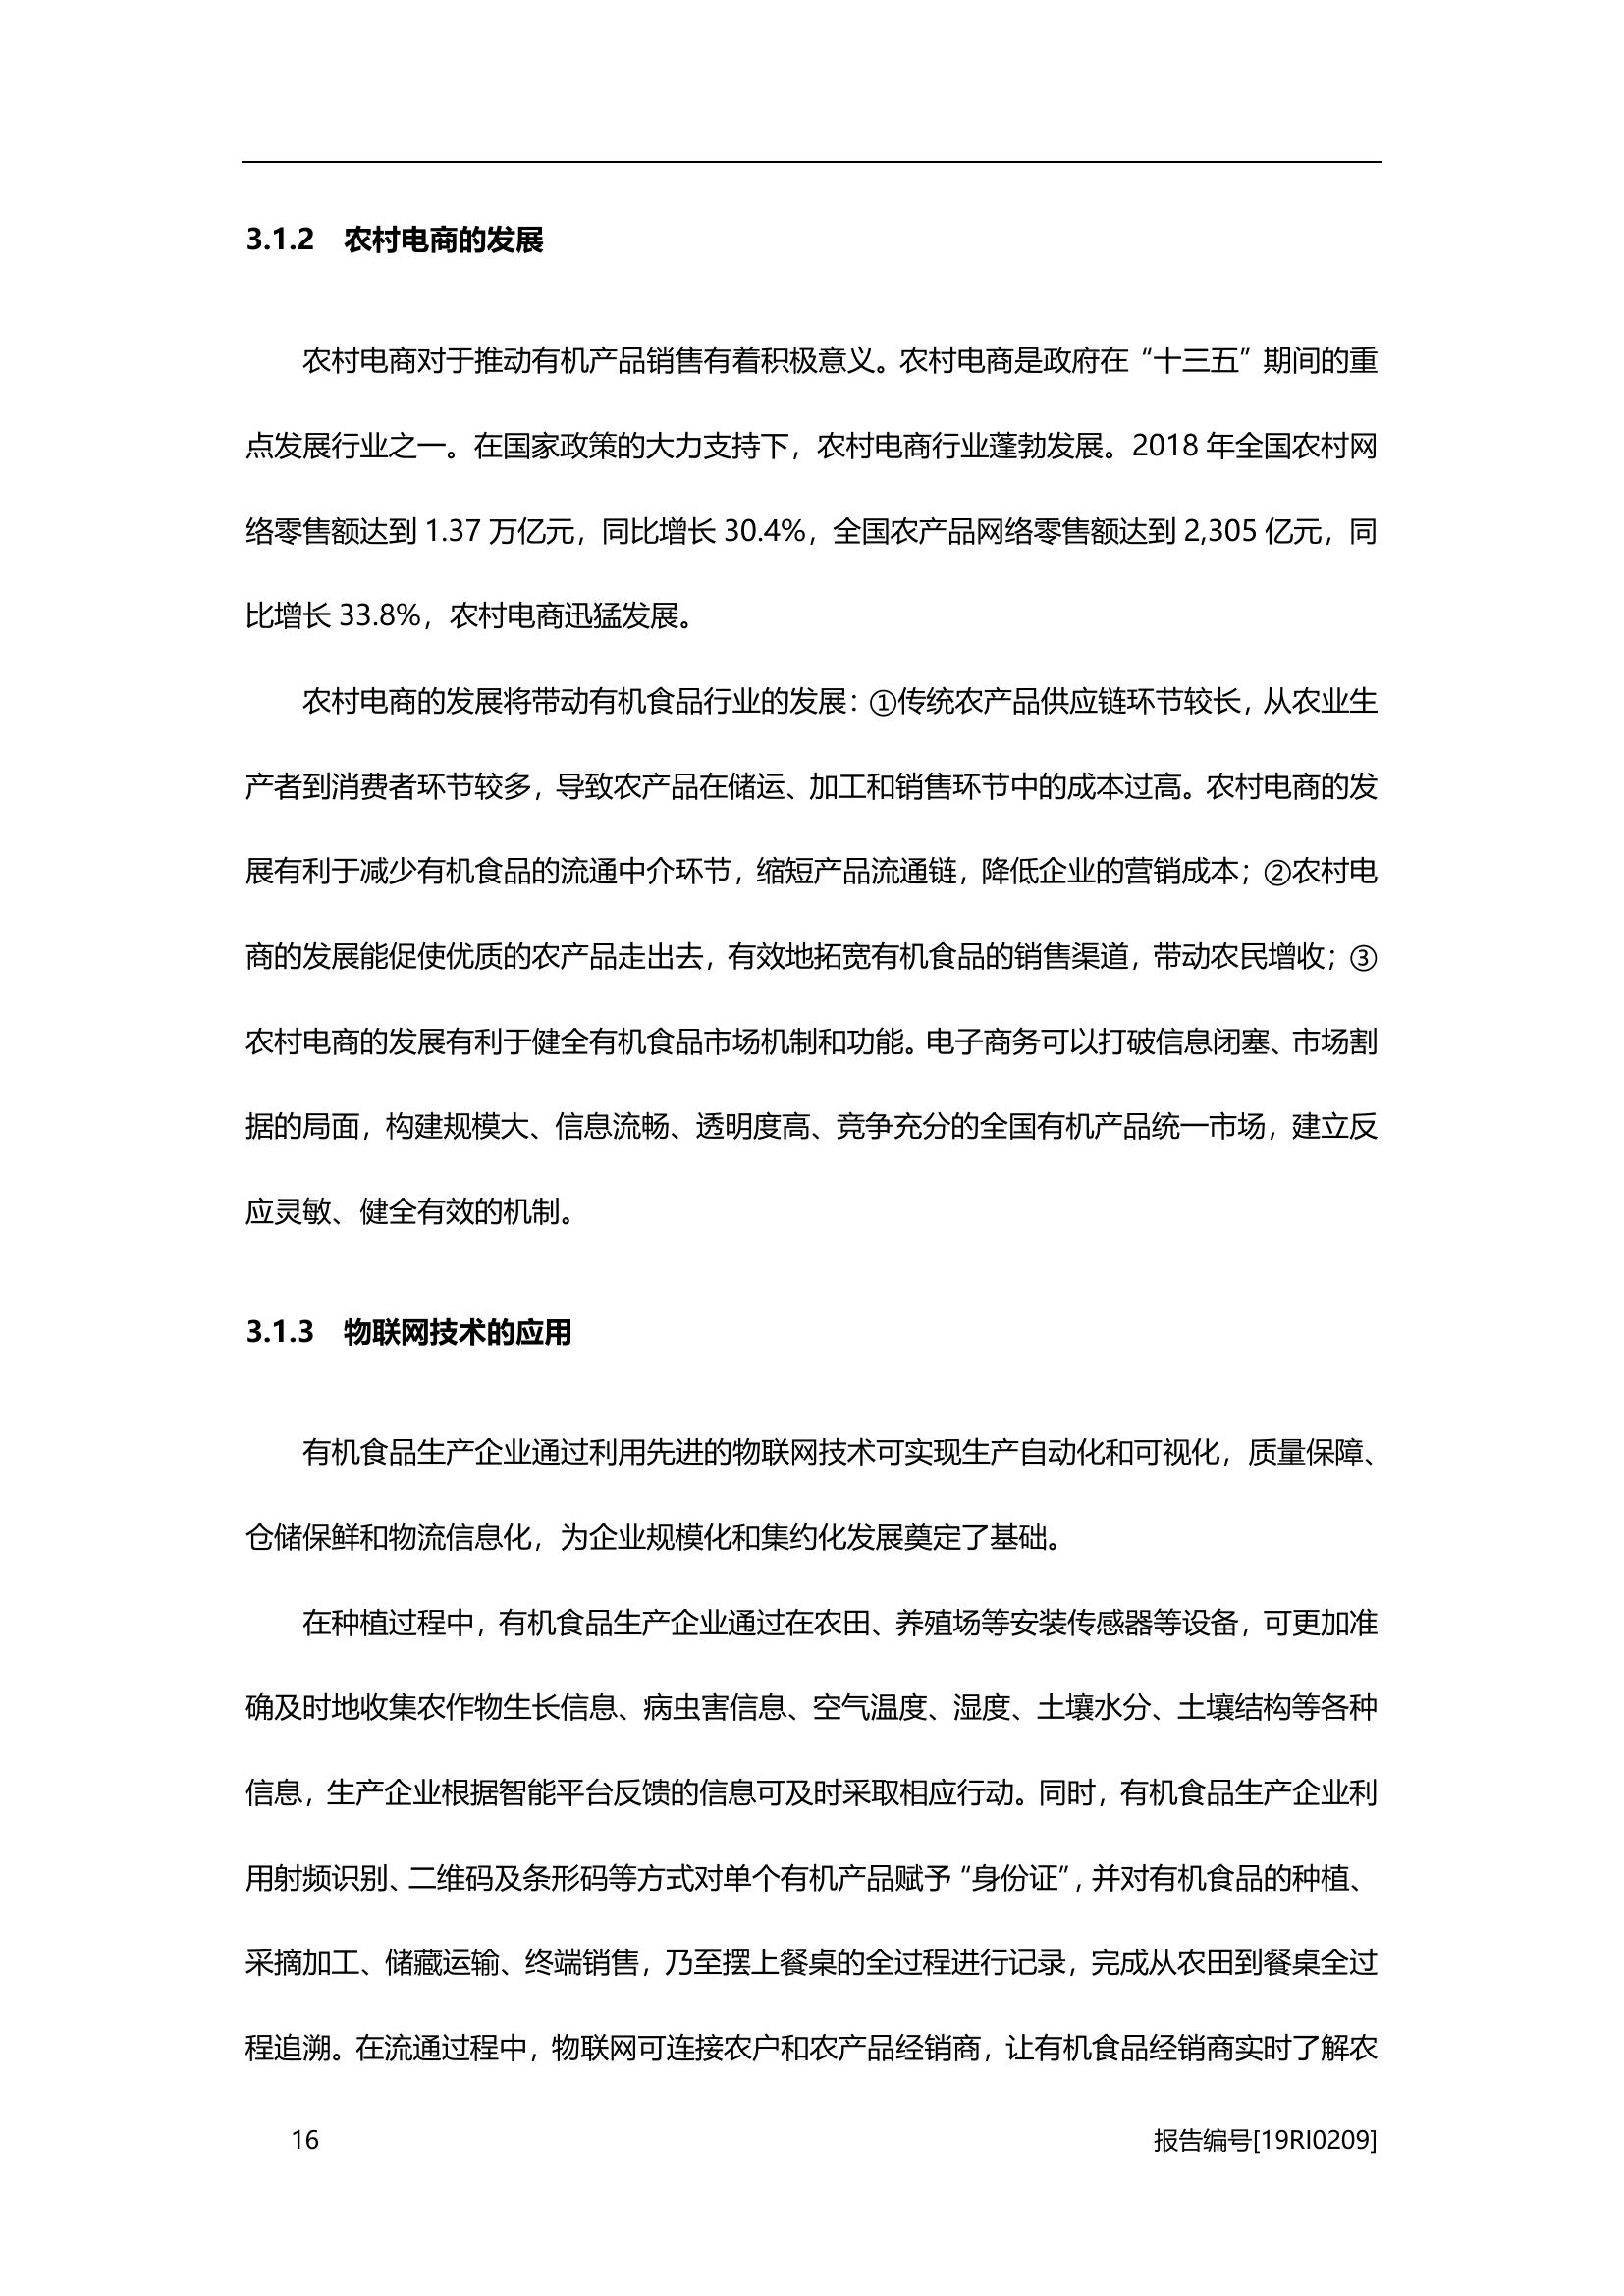 3.1.2 农村电商的发展
农村电商对于推动有机产品销售有着积极意义。农村电商是政府在“十三五”期间的重
点发展行业之一。在国家政策的大力支持下，农村电商行业蓬勃发展。2018 年全国农村网
络零售额达到 1.37 万亿元，同比增长 30.4%，全国农产品网络零售额达到 2,305 亿元，同
比增长 33.8%，农村电商迅猛发展。
农村电商的发展将带动有机食品行业的发展：①传统农产品供应链环节较长，从农业生
产者到消费者环节较多，导致农产品在储运、加工和销售环节中的成本过高。农村电商的发
展有利于减少有机食品的流通中介环节，缩短产品流通链，降低企业的营销成本；②农村电
商的发展能促使优质的农产品走出去，有效地拓宽有机食品的销售渠道，带动农民增收；③
农村电商的发展有利于健全有机食品市场机制和功能。电子商务可以打破信息闭塞、市场割
据的局面，构建规模大、信息流畅、透明度高、竞争充分的全国有机产品统一市场，建立反
应灵敏、健全有效的机制。
3.1.3 物联网技术的应用
有机食品生产企业通过利用先进的物联网技术可实现生产自动化和可视化，质量保障、
仓储保鲜和物流信息化，为企业规模化和集约化发展奠定了基础。
在种植过程中，有机食品生产企业通过在农田、养殖场等安装传感器等设备，可更加准
确及时地收集农作物生长信息、病虫害信息、空气温度、湿度、土壤水分、土壤结构等各种
信息，生产企业根据智能平台反馈的信息可及时采取相应行动。同时，有机食品生产企业利
用射频识别、二维码及条形码等方式对单个有机产品赋予“身份证”，并对有机食品的种植、
采摘加工、储藏运输、终端销售，乃至摆上餐桌的全过程进行记录，完成从农田到餐桌全过
程追溯。在流通过程中，物联网可连接农户和农产品经销商，让有机食品经销商实时了解农
16 报告编号[19RI0209]